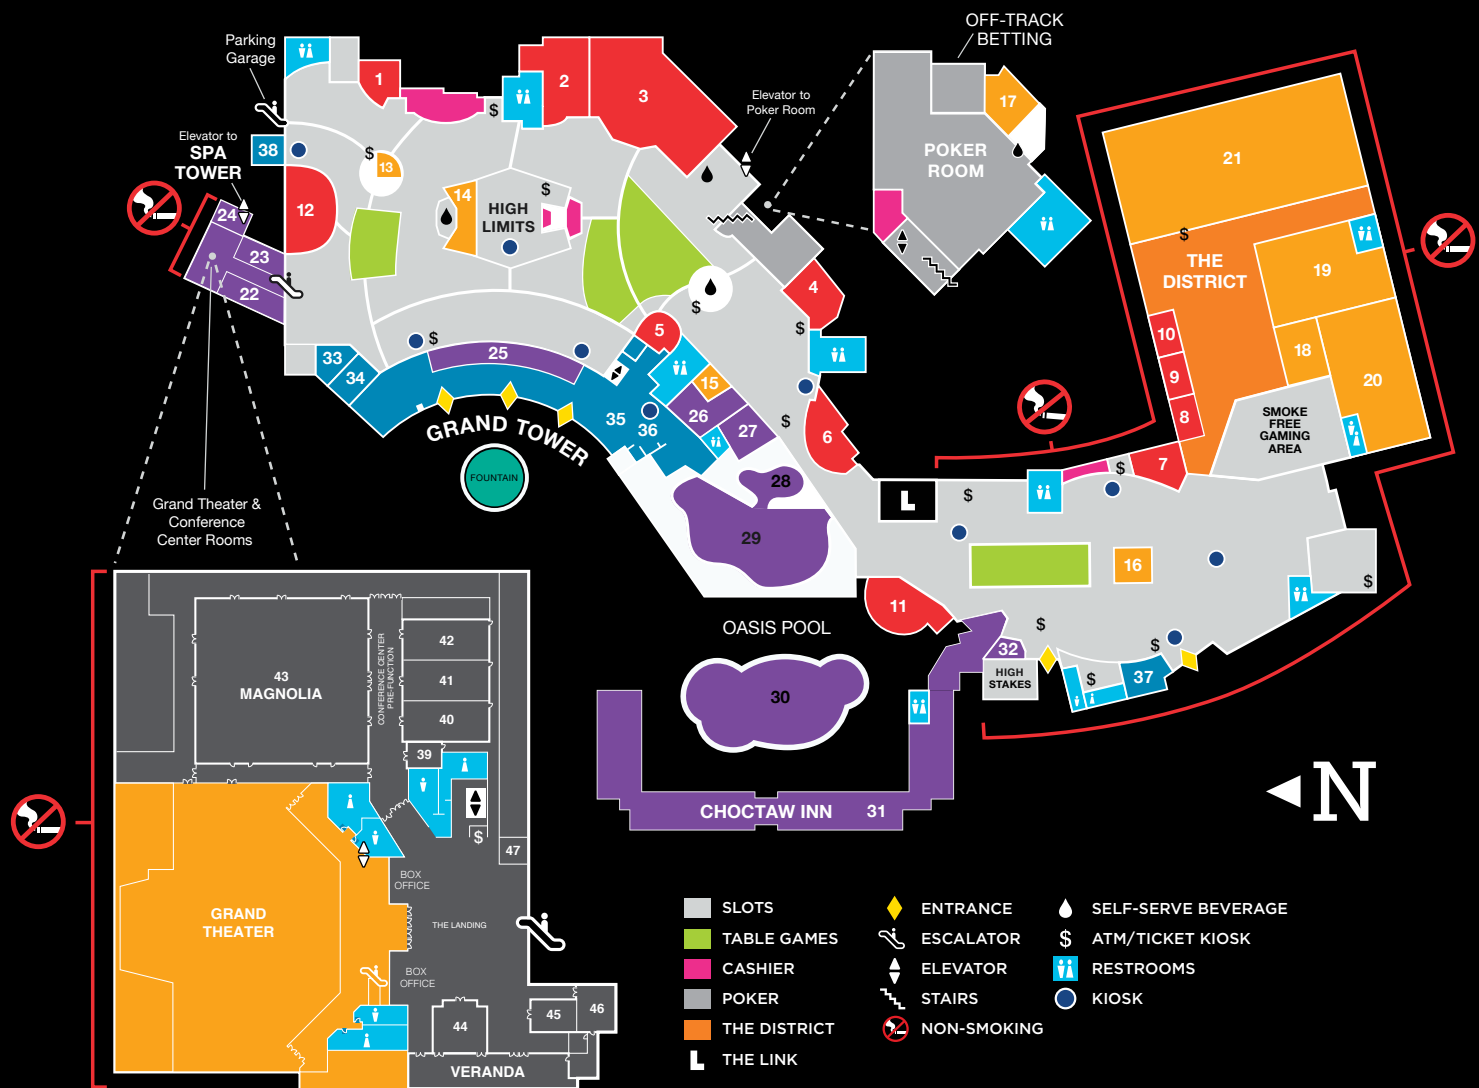 OFF-TRACK
BETTING
Parking
Garage
1
2
3
$
Elevator to
Poker Room
17
POKER
ROOM
21
Elevator to
SPA
TOWER
38
$
13
12
14
HIGH
LIMITS
$
24
23
22
$
THE
DISTRICT
19
4
$
$
5
10
9
8
18
20
33
34
$
25
15
26
27
35
36
$
6
SMOKE
FREE
GAMING
AREA
GRAND TOWER
FOUNTAIN
$
7
28
29
L
$
Grand Theater &
Conference
Center Rooms
16
$
11
OASIS POOL
$
32
HIGH
STAKES
$
$
37
30
CHOCTAW INN
31
N
43
MAGNOLIA
CONFERENCE CENTER
PRE-FUNCTION
42
41
40
39
$
47
BOX
OFFICE
GRAND
THEATER
THE LANDING
BOX
OFFICE
44
45
46
VERANDA
SLOTS
TABLE GAMES
CASHIER
POKER
THE DISTRICT
L THE LINK
ENTRANCE
ESCALATOR
ELEVATOR
STAIRS
NON-SMOKING
SELF-SERVE BEVERAGE
$ ATM/TICKET KIOSK
RESTROOMS
KIOSK